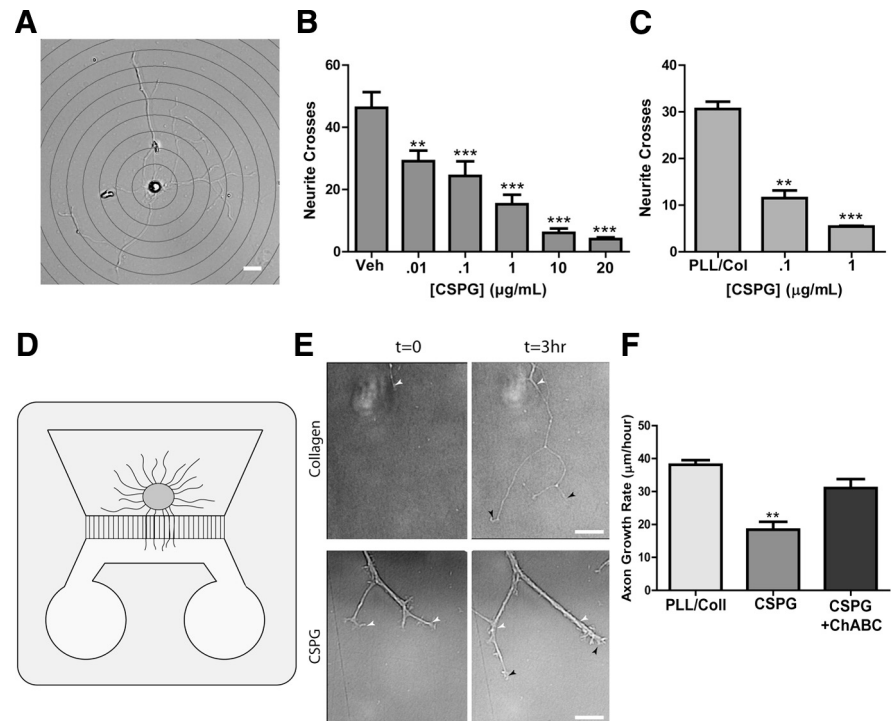 A
B
Neurite Crosses
60
40
20
0
**
***
***
***
***
Veh
.01
.1
1
10
20
[CSPG] (µg/mL)
C
Neurite Crosses
40
30
20
10
0
**
***
PLL/Col
.1
1
[CSPG] (µg/mL)
D
E
t=0
t=3hr
Collagen
CSPG
F
Axon Growth Rate (µm/hour)
50
40
30
20
10
0
**
PLL/Coll
CSPG
CSPG
+ChABC